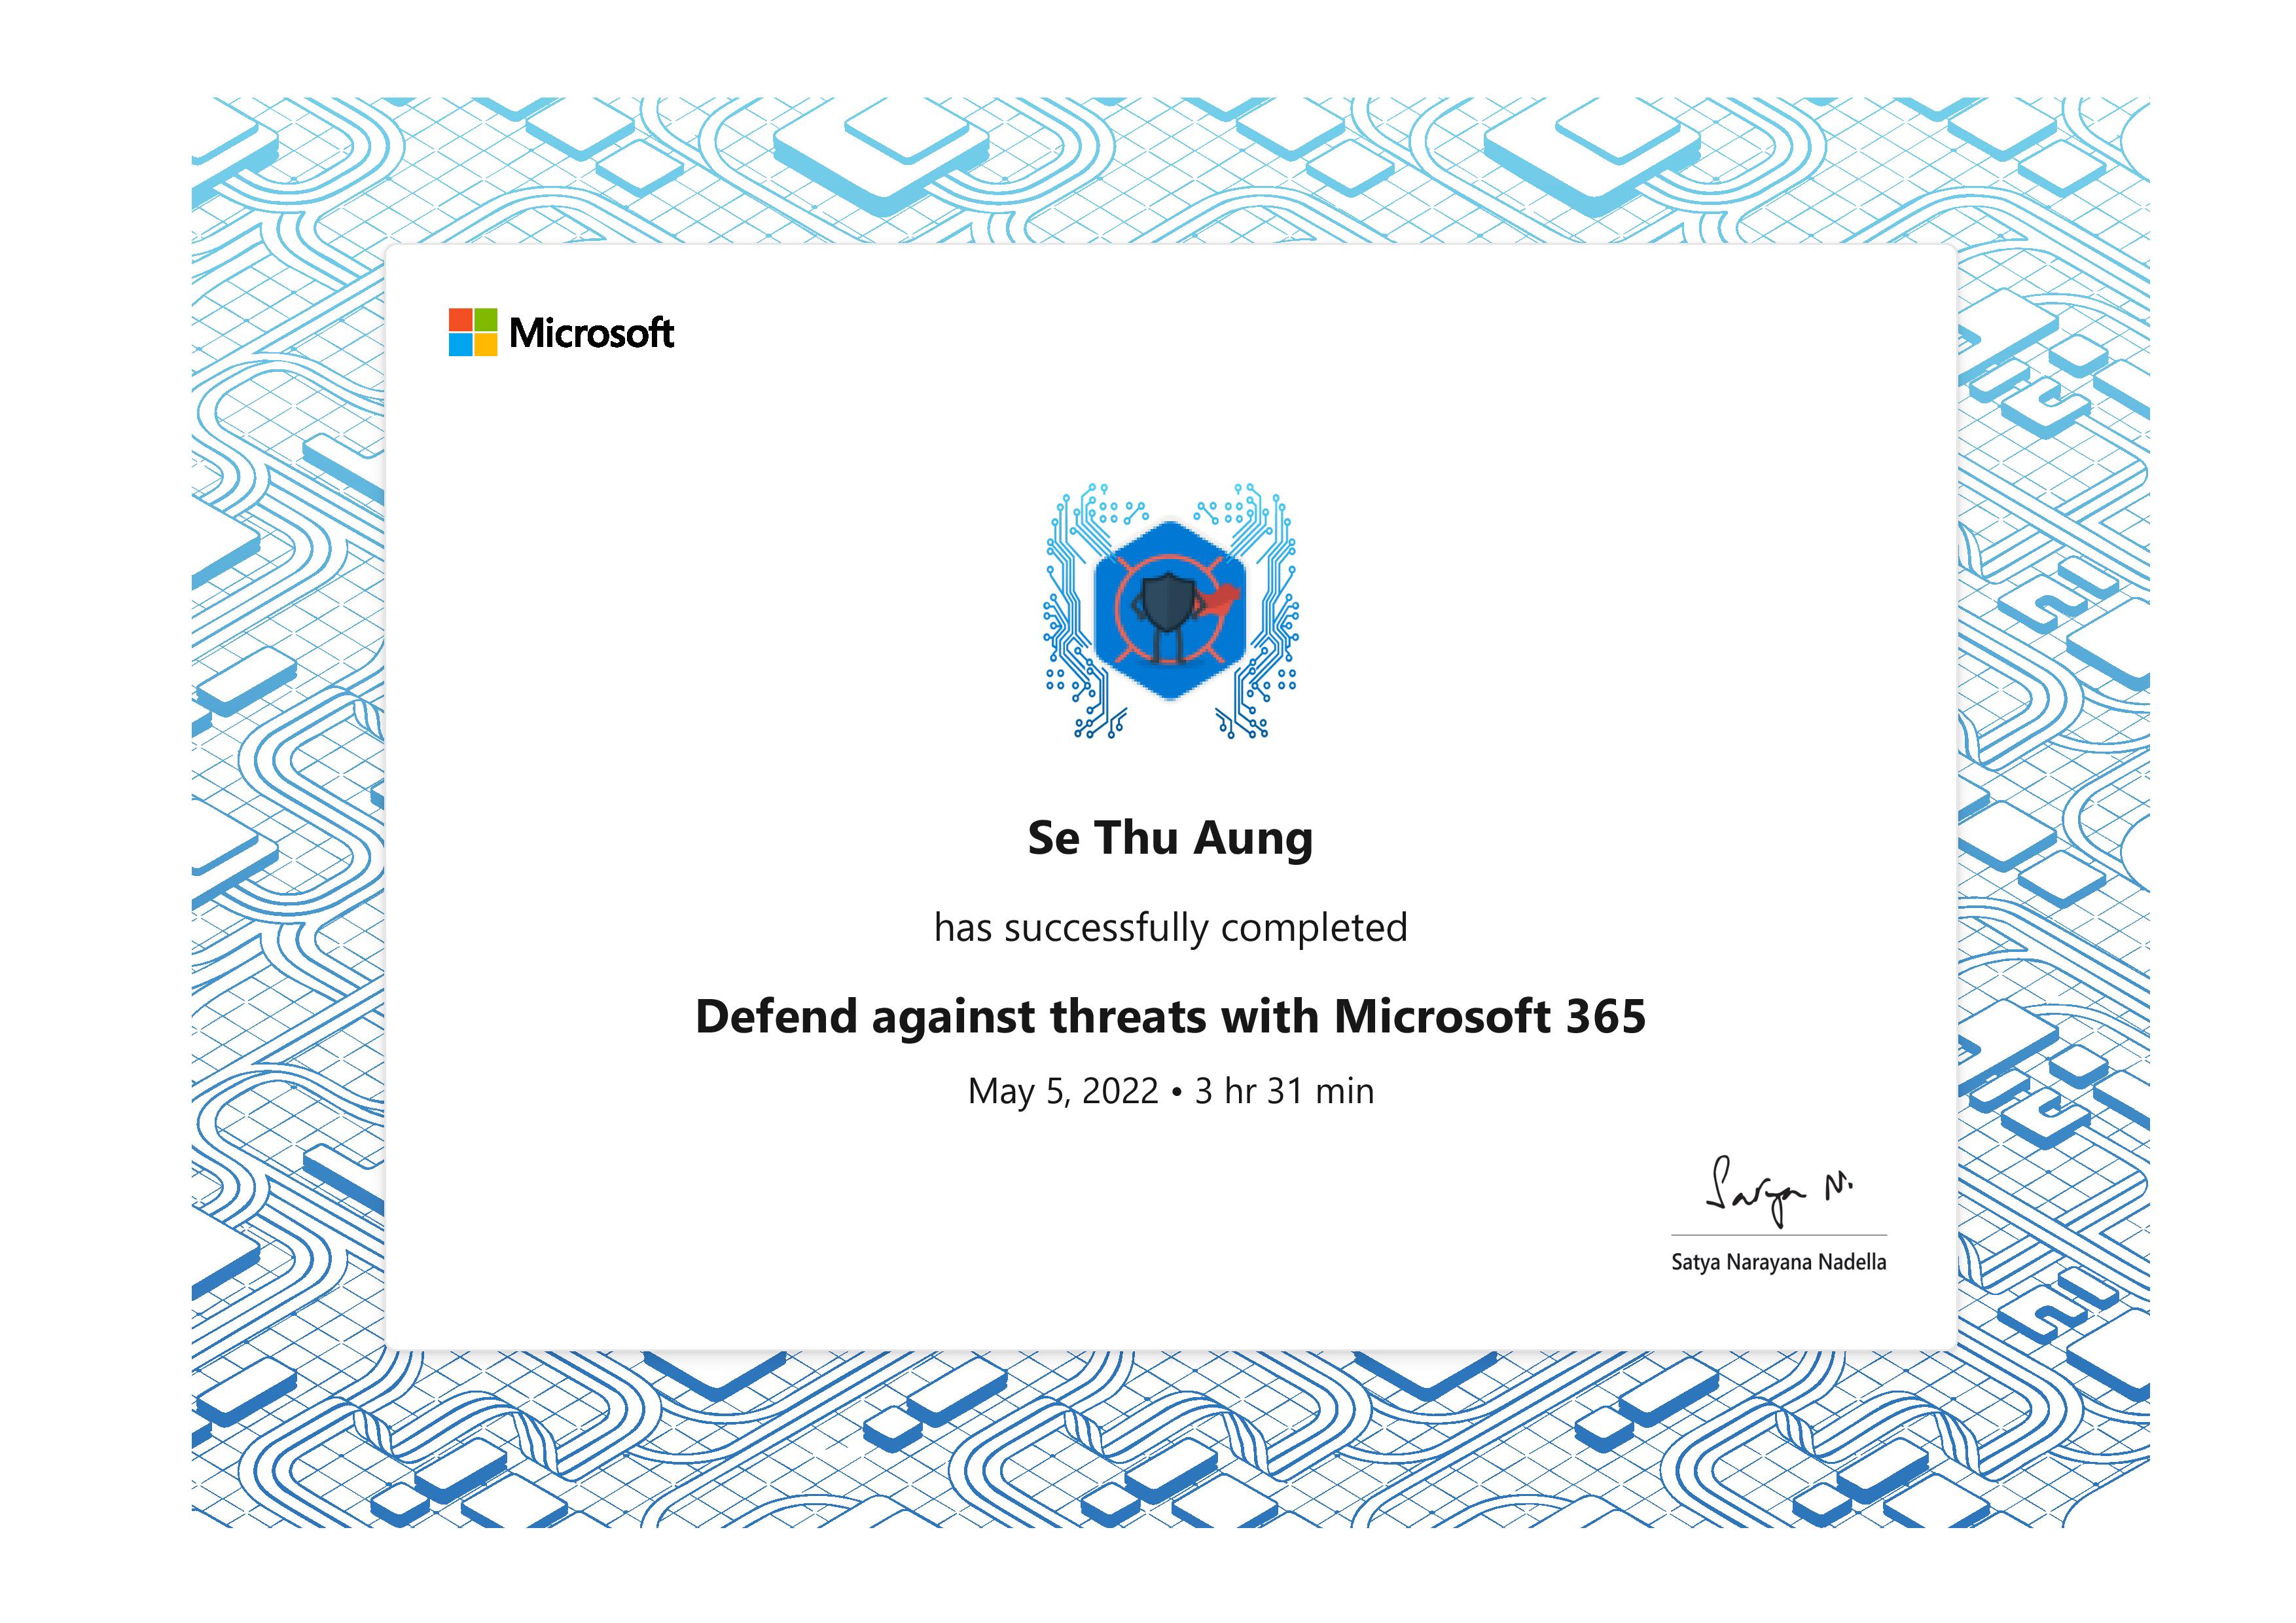 Microsoft
Se Thu Aung
has successfully completed
Defend against threats with Microsoft 365
May 5, 2022 • 3 hr 31 min
Satya N.
Satya Narayana Nadella